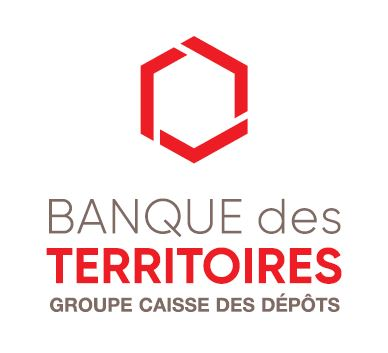 BANQUE des
TERRITOIRES
GROUPE CAISSE DES DÉPÔTS